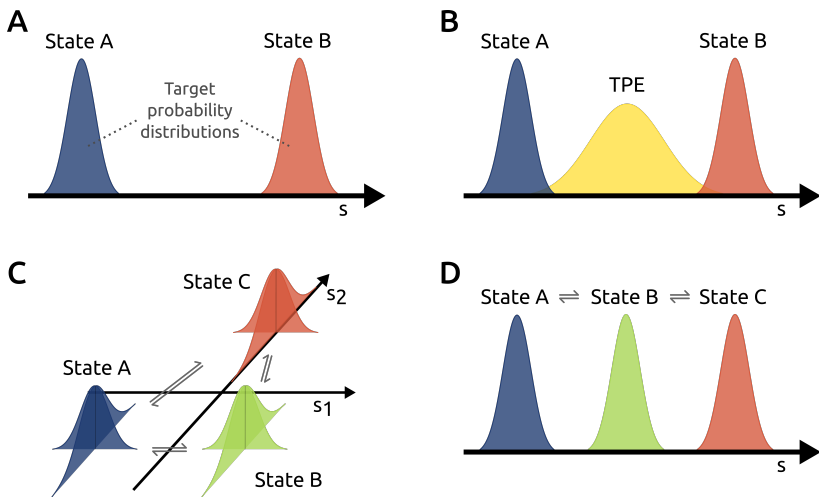 A
State A
State B
Target
probability
distributions
s
B
State A
TPE
State B
s
C
State C
s2
State A
s1
State B
D
State A ⇌ State B ⇌ State C
s